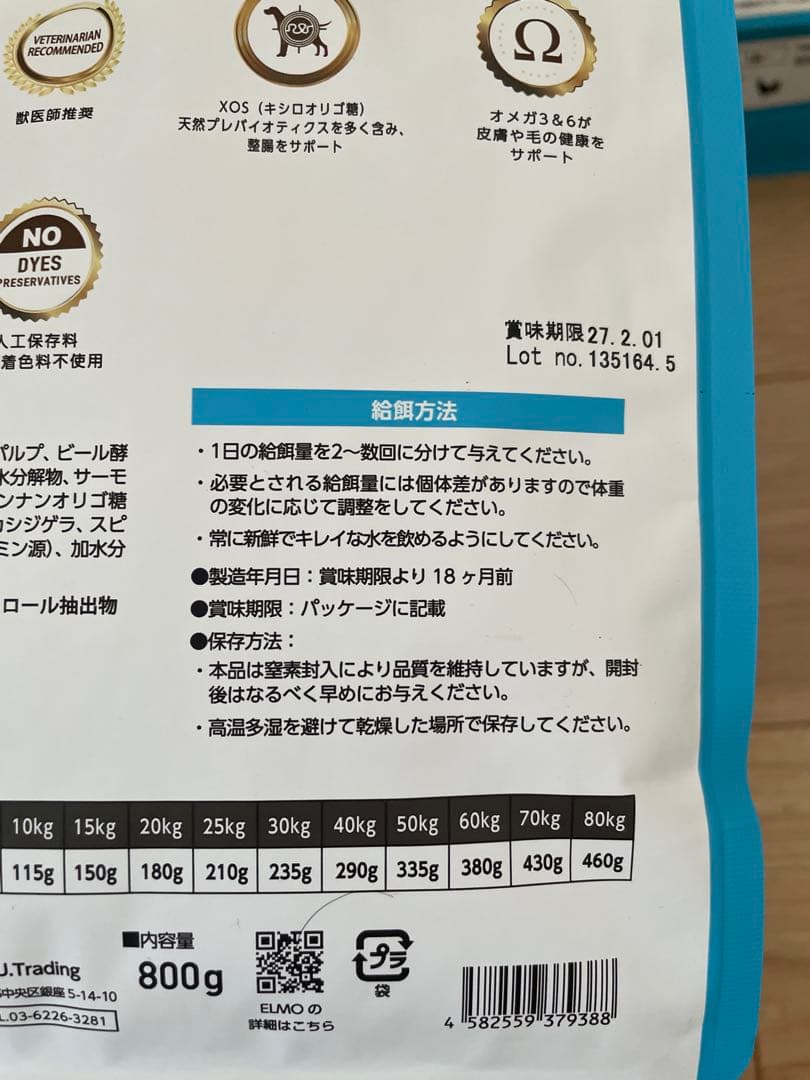 VETERINARIAN
RECOMMENDED
獣医師推奨
XOS（キシロオリゴ糖）
天然プレバイオティクスを多く含み、
整腸をサポート
Ω
オメガ3＆6が
皮膚や毛の健康を
サポート
NO
DYES
PRESERVATIVES
人工保存料
着色料不使用
賞味期限27.2.01
Lot no.135164.5
給餌方法
・1日の給餌量を2〜数回に分けて与えてください。
・必要とされる給餌量には個体差がありますので体重
の変化に応じて調整をしてください。
・常に新鮮でキレイな水を飲めるようにしてください。
●製造年月日：賞味期限より18ヶ月前
●賞味期限：パッケージに記載
●保存方法：
・本品は窒素封入により品質を維持していますが、開封
後はなるべく早めにお与えください。
・高温多湿を避けて乾燥した場所で保存してください。
パルプ、ビール酵
水分解物、サーモ
ンナンオリゴ糖
カシジゲラ、スピ
ミン源）、加水分
ロール抽出物
10kg 15kg 20kg 25kg 30kg 40kg 50kg 60kg 70kg 80kg
115g 150g 180g 210g 235g 290g 335g 380g 430g 460g
J.Trading
中央区銀座5-14-10
L.03-6226-3281
■内容量
800g
ELMOの
詳細はこちら
プラ
袋
4 582559 379388